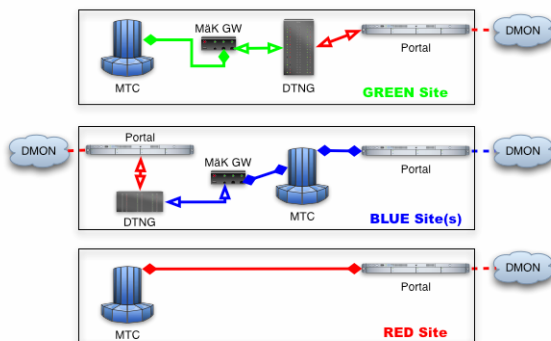 MäK GW
DMON
MTC
DTNG
Portal
GREEN Site
Portal
DMON
MäK GW
DMON
DTNG
MTC
Portal
BLUE Site(s)
DMON
MTC
Portal
RED Site